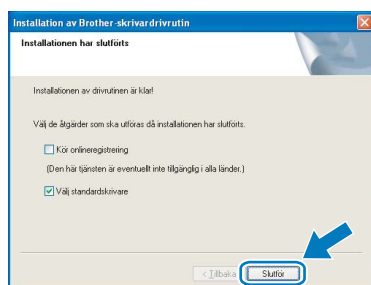 Installation av Brother-skrivardrivrutin
Installationen har slutförts
Installationen av drivrutinen är klar!
Välj de åtgärder som ska utföras då installationen har slutförts.
Kör onlineregistrering
(Den här tjänsten är eventuellt inte tillgänglig i alla länder.)
Välj standardskrivare
< Tillbaka
Slutför